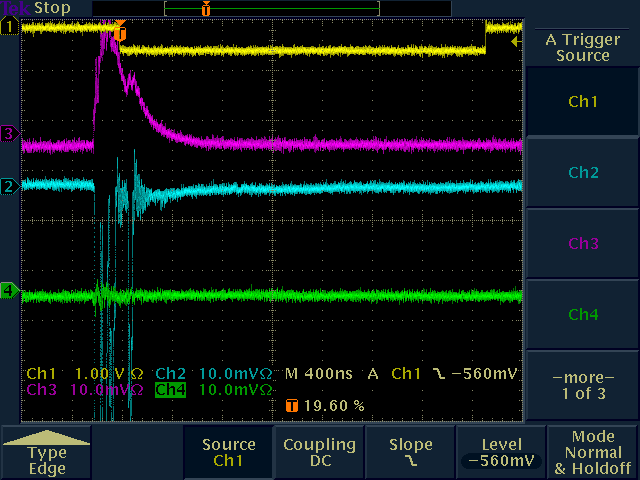 Tek Stop
T
1
T
A Trigger
Source
Ch1
3
Ch2
2
Ch3
4
Ch4
Ch1 1.00 V Ω Ch2 10.0mVΩ M 400ns A Ch1 ⤵ −560mV
Ch3 10.0mVΩ Ch4 10.0mVΩ
−more−
1 of 3
T 19.60 %
Type
Edge
Source
Ch1
Coupling
DC
Slope
Level
−560mV
Mode
Normal
& Holdoff